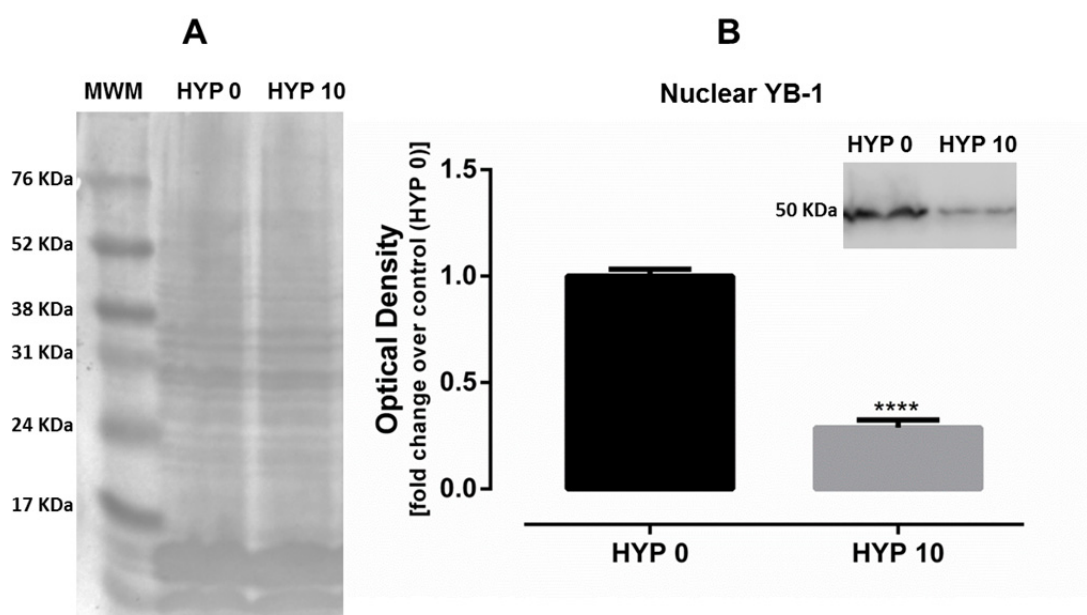 A
MWM HYP 0 HYP 10
76 KDa
52 KDa
38 KDa
31 KDa
24 KDa
17 KDa
B
Nuclear YB-1
Optical Density
[fold change over control (HYP 0)]
1.5
1.0
0.5
0.0
HYP 0 HYP 10
50 KDa
****
HYP 0 HYP 10